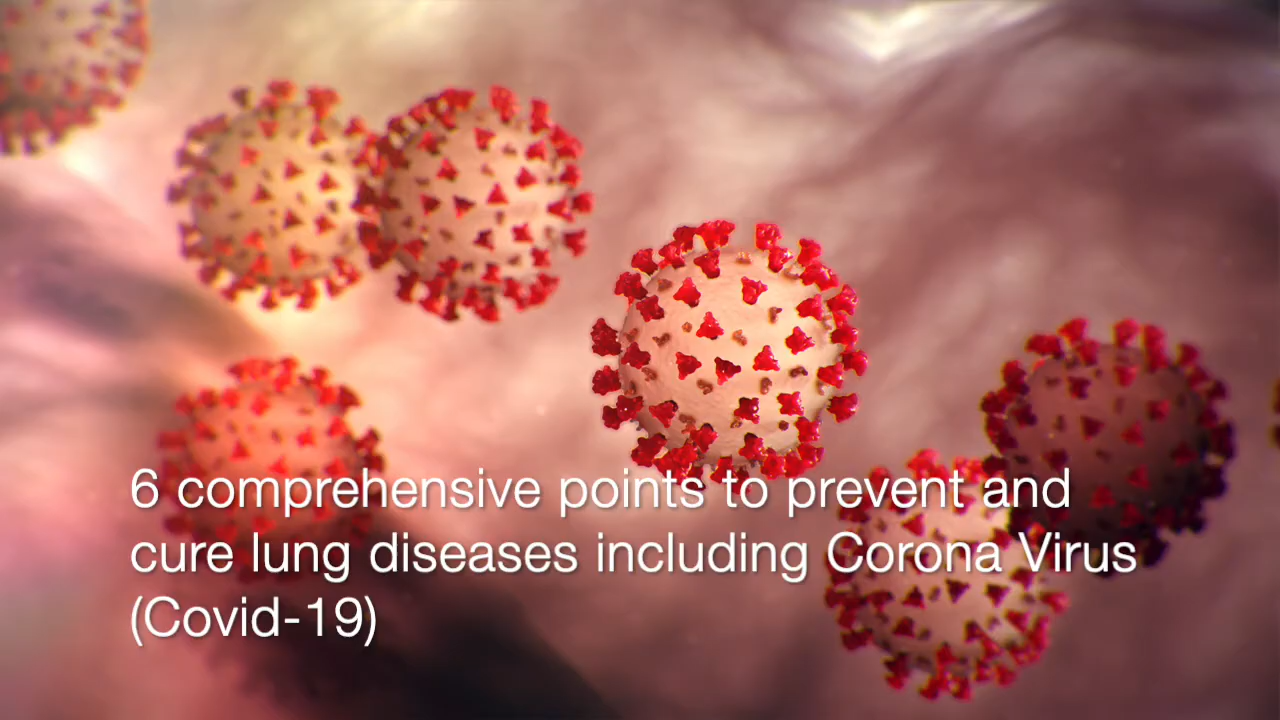 6 comprehensive points to prevent and
cure lung diseases including Corona Virus
(Covid-19)